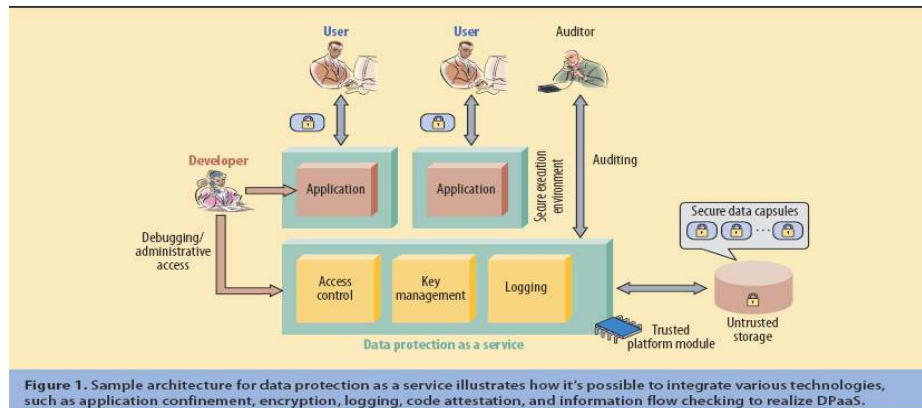 User
User
Auditor
Developer
Application
Application
Secure execution
environment
Auditing
Debugging/
administrative
access
Secure data capsules
Access
control
Key
management
Logging
Trusted
platform module
Untrusted
storage
Data protection as a service
Figure 1. Sample architecture for data protection as a service illustrates how it's possible to integrate various technologies,
such as application confinement, encryption, logging, code attestation, and information flow checking to realize DPaaS.